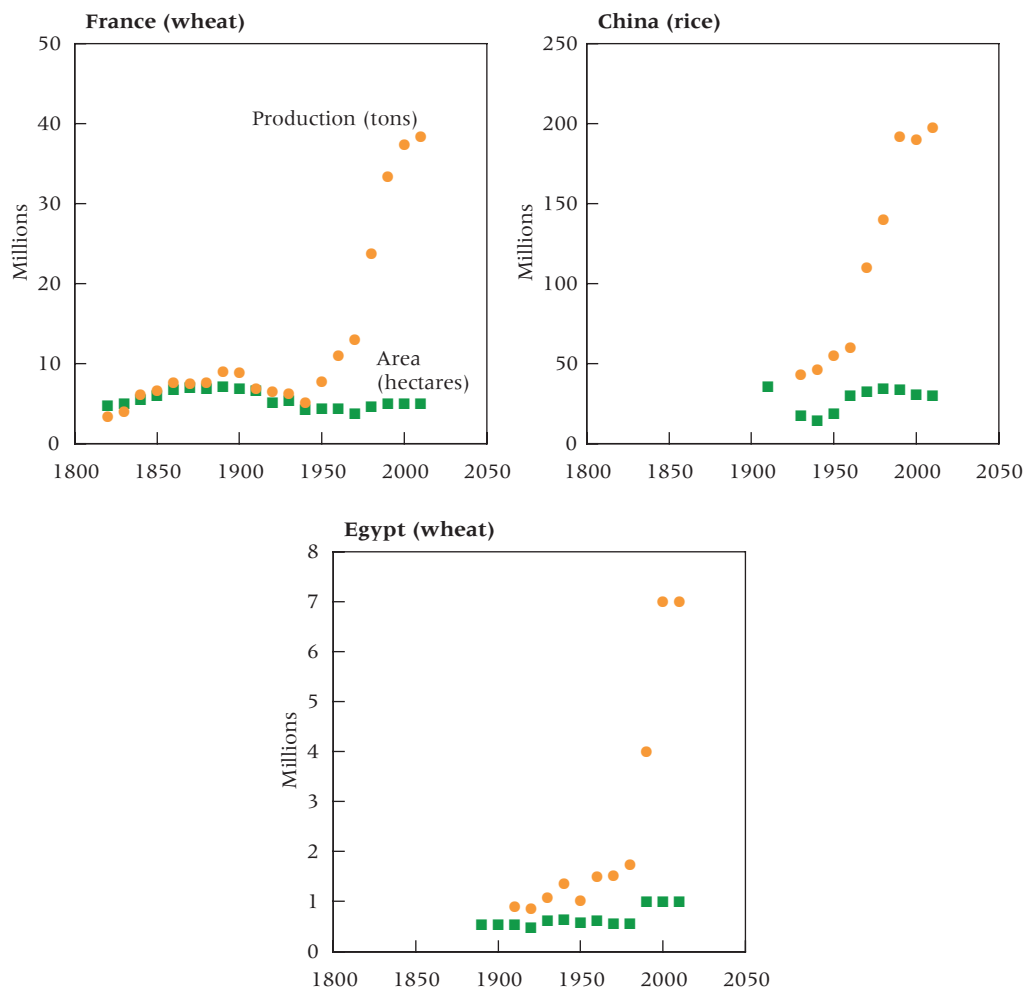 France (wheat)
50
40
30
20
10
0
Millions
Production (tons)
Area
(hectares)
1800 1850 1900 1950 2000 2050
China (rice)
250
200
150
100
50
0
Millions
1800 1850 1900 1950 2000 2050
Egypt (wheat)
8
7
6
5
4
3
2
1
0
Millions
1800 1850 1900 1950 2000 2050